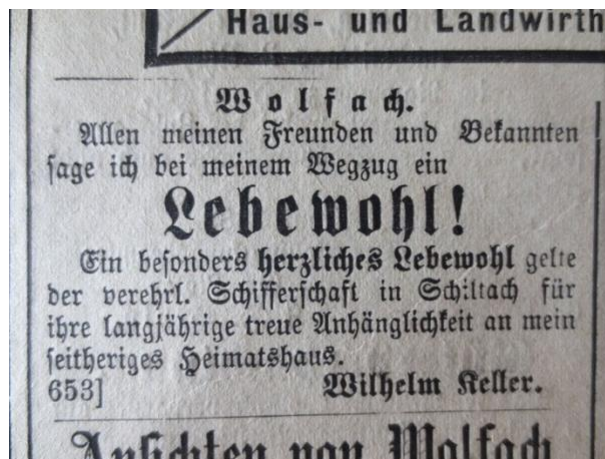 Haus- und Landwirth
Wolfach.
Allen meinen Freunden und Bekannten
sage ich bei meinem Wegzug ein
Lebewohl!
Ein besonders herzliches Lebewohl gelte
der verehrl. Schifferschaft in Schiltach für
ihre langjährige treue Anhänglichkeit an mein
seitheriges Heimatshaus.
653] Wilhelm Keller.
Ansichten von Wolfach